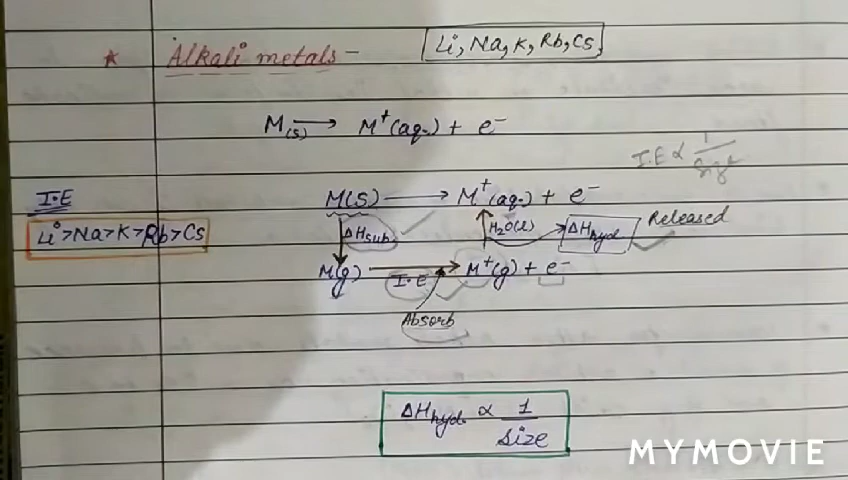 * Alkali metals - Li, Na, K, Rb, Cs
M(s) → M⁺(aq.) + e⁻
I.E ∝ 1/size
I.E
M(s) → M⁺(aq.) + e⁻
Li > Na > K > Rb > Cs
ΔHsub. H₂O(l) ΔHhyd. Released
M(g) → M⁺(g) + e⁻
I.E
Absorb
ΔHhyd. ∝ 1/size
MYMOVIE